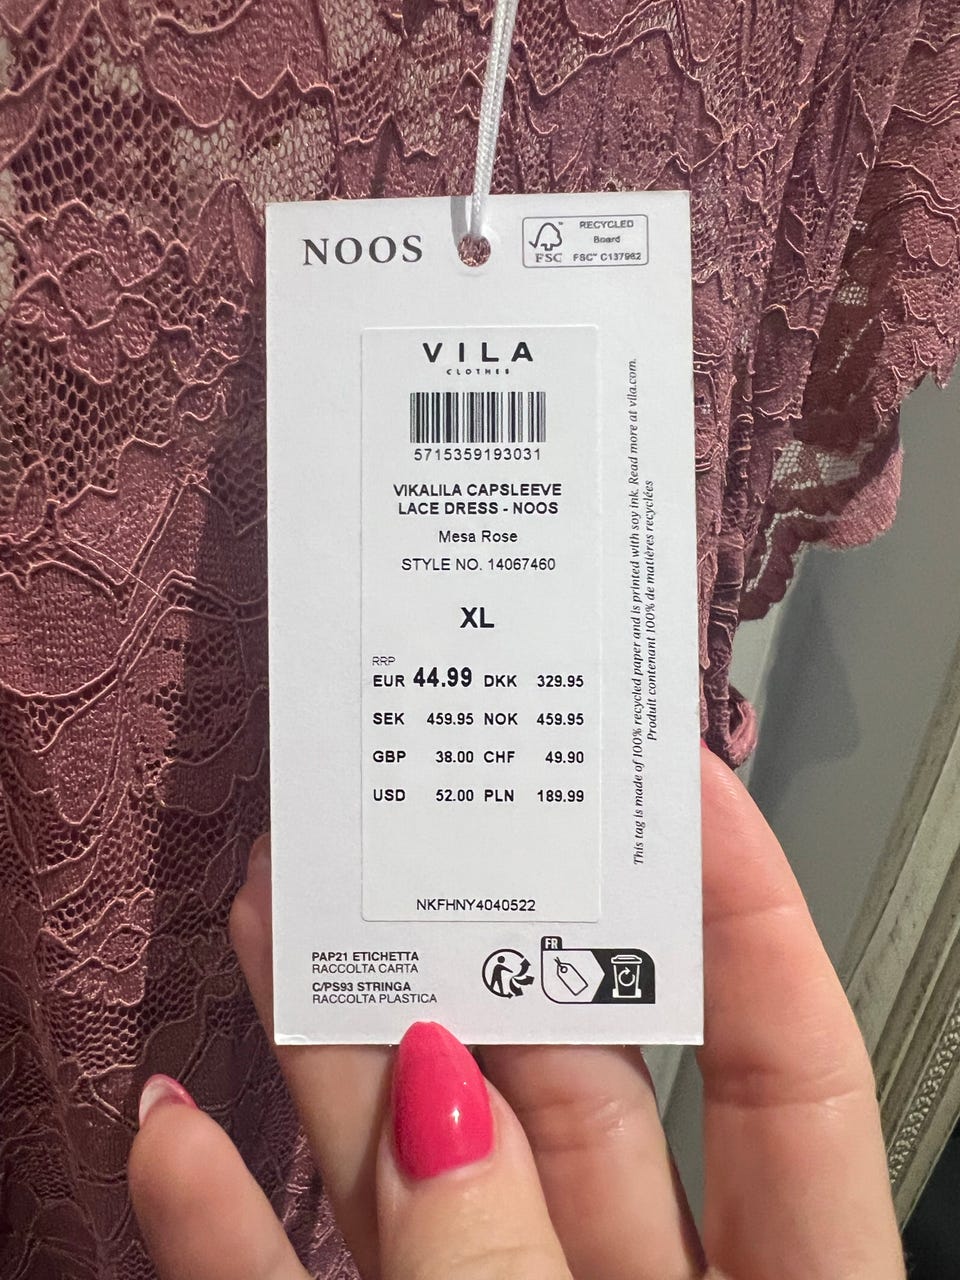 NOOS
FSC
RECYCLED
Board
FSC™ C137982
VILA
CLOTHES
5715359193031
VIKALILA CAPSLEEVE
LACE DRESS - NOOS
Mesa Rose
STYLE NO. 14067460
XL
RRP
EUR 44.99 DKK 329.95
SEK 459.95 NOK 459.95
GBP 38.00 CHF 49.90
USD 52.00 PLN 189.99
NKFHNY4040522
This tag is made of 100% recycled paper and is printed with soy ink. Read more at vila.com.
Produit contenant 100% de matières recyclées
PAP21 ETICHETTA
RACCOLTA CARTA
C/PS93 STRINGA
RACCOLTA PLASTICA
FR